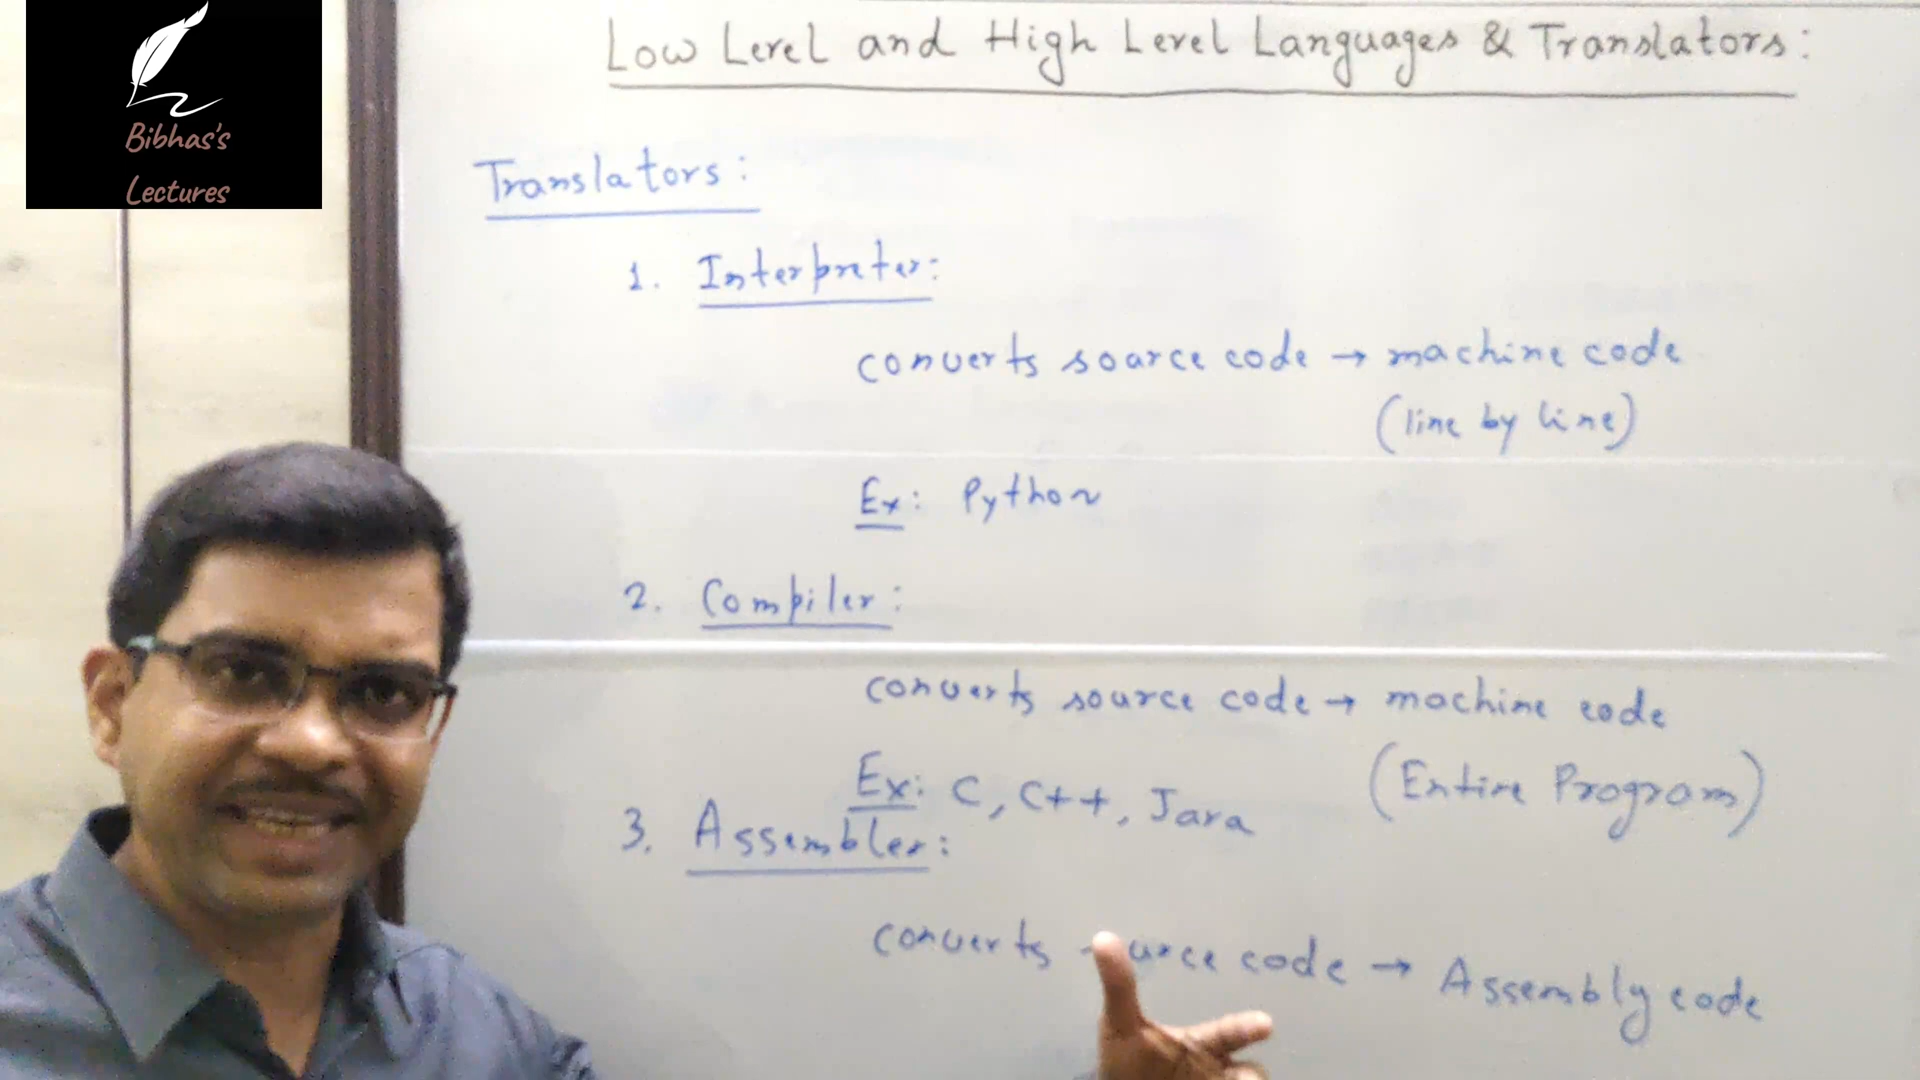 Bibhas's
Lectures
Low Level and High Level Languages & Translators:
Translators:
1. Interpreter:
converts source code → machine code
(line by line)
Ex: Python
2. Compiler:
converts source code → machine code
(Entire Program)
Ex: C, C++, Java
3. Assembler:
converts code → Assembly code